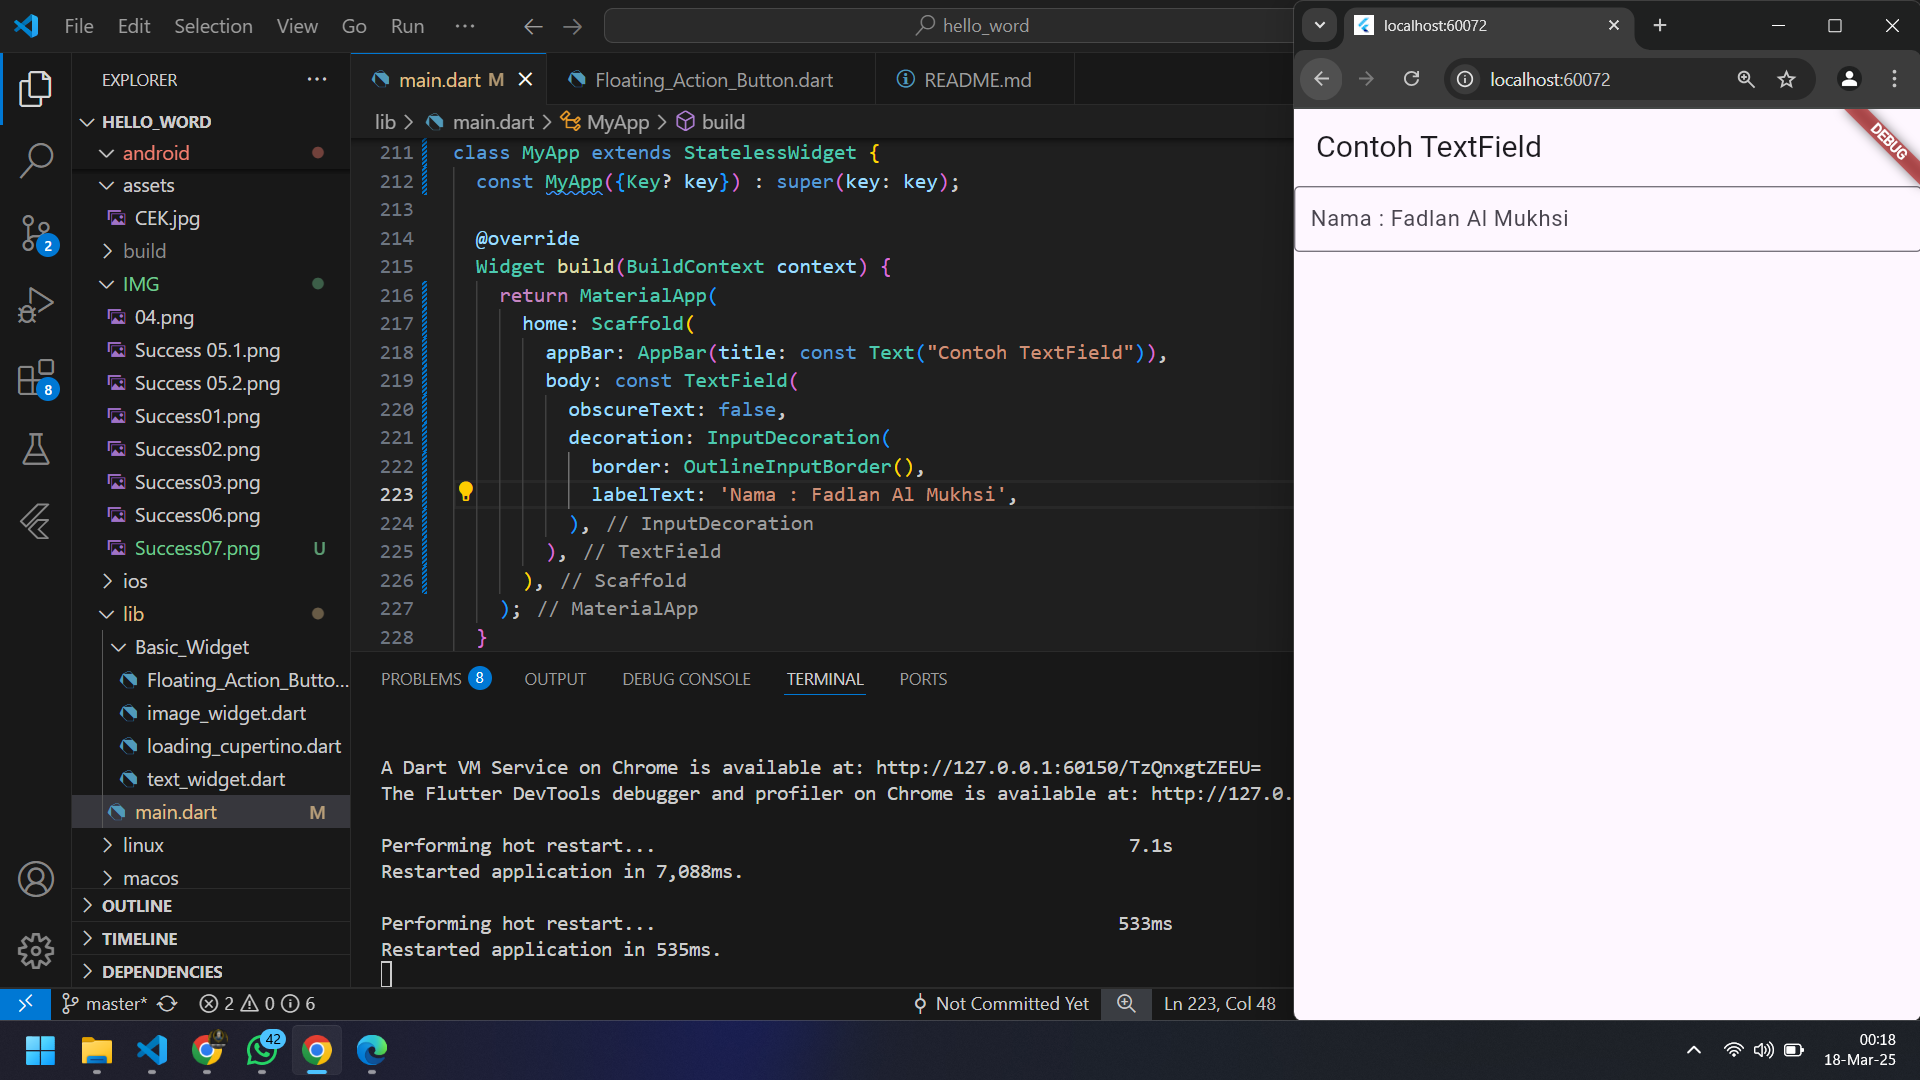 File Edit Selection View Go Run ···
hello_word
EXPLORER
HELLO_WORD
android
assets
CEK.jpg
build
IMG
04.png
Success 05.1.png
Success 05.2.png
Success01.png
Success02.png
Success03.png
Success06.png
Success07.png U
ios
lib
Basic_Widget
Floating_Action_Butto...
image_widget.dart
loading_cupertino.dart
text_widget.dart
main.dart M
linux
macos
OUTLINE
TIMELINE
DEPENDENCIES
2
8
main.dart M
Floating_Action_Button.dart
README.md
lib > main.dart > MyApp > build
211 class MyApp extends StatelessWidget {
212 const MyApp({Key? key}) : super(key: key);
213
214 @override
215 Widget build(BuildContext context) {
216 return MaterialApp(
217 home: Scaffold(
218 appBar: AppBar(title: const Text("Contoh TextField")),
219 body: const TextField(
220 obscureText: false,
221 decoration: InputDecoration(
222 border: OutlineInputBorder(),
223 labelText: 'Nama : Fadlan Al Mukhsi',
224 ), // InputDecoration
225 ), // TextField
226 ), // Scaffold
227 ); // MaterialApp
228 }
PROBLEMS 8 OUTPUT DEBUG CONSOLE TERMINAL PORTS
A Dart VM Service on Chrome is available at: http://127.0.0.1:60150/TzQnxgtZEEU=
The Flutter DevTools debugger and profiler on Chrome is available at: http://127.0.
Performing hot restart... 7.1s
Restarted application in 7,088ms.
Performing hot restart... 533ms
Restarted application in 535ms.
master* 2 0 6
Not Committed Yet
Ln 223, Col 48
localhost:60072
localhost:60072
Contoh TextField
DEBUG
Nama : Fadlan Al Mukhsi
42
00:18
18-Mar-25